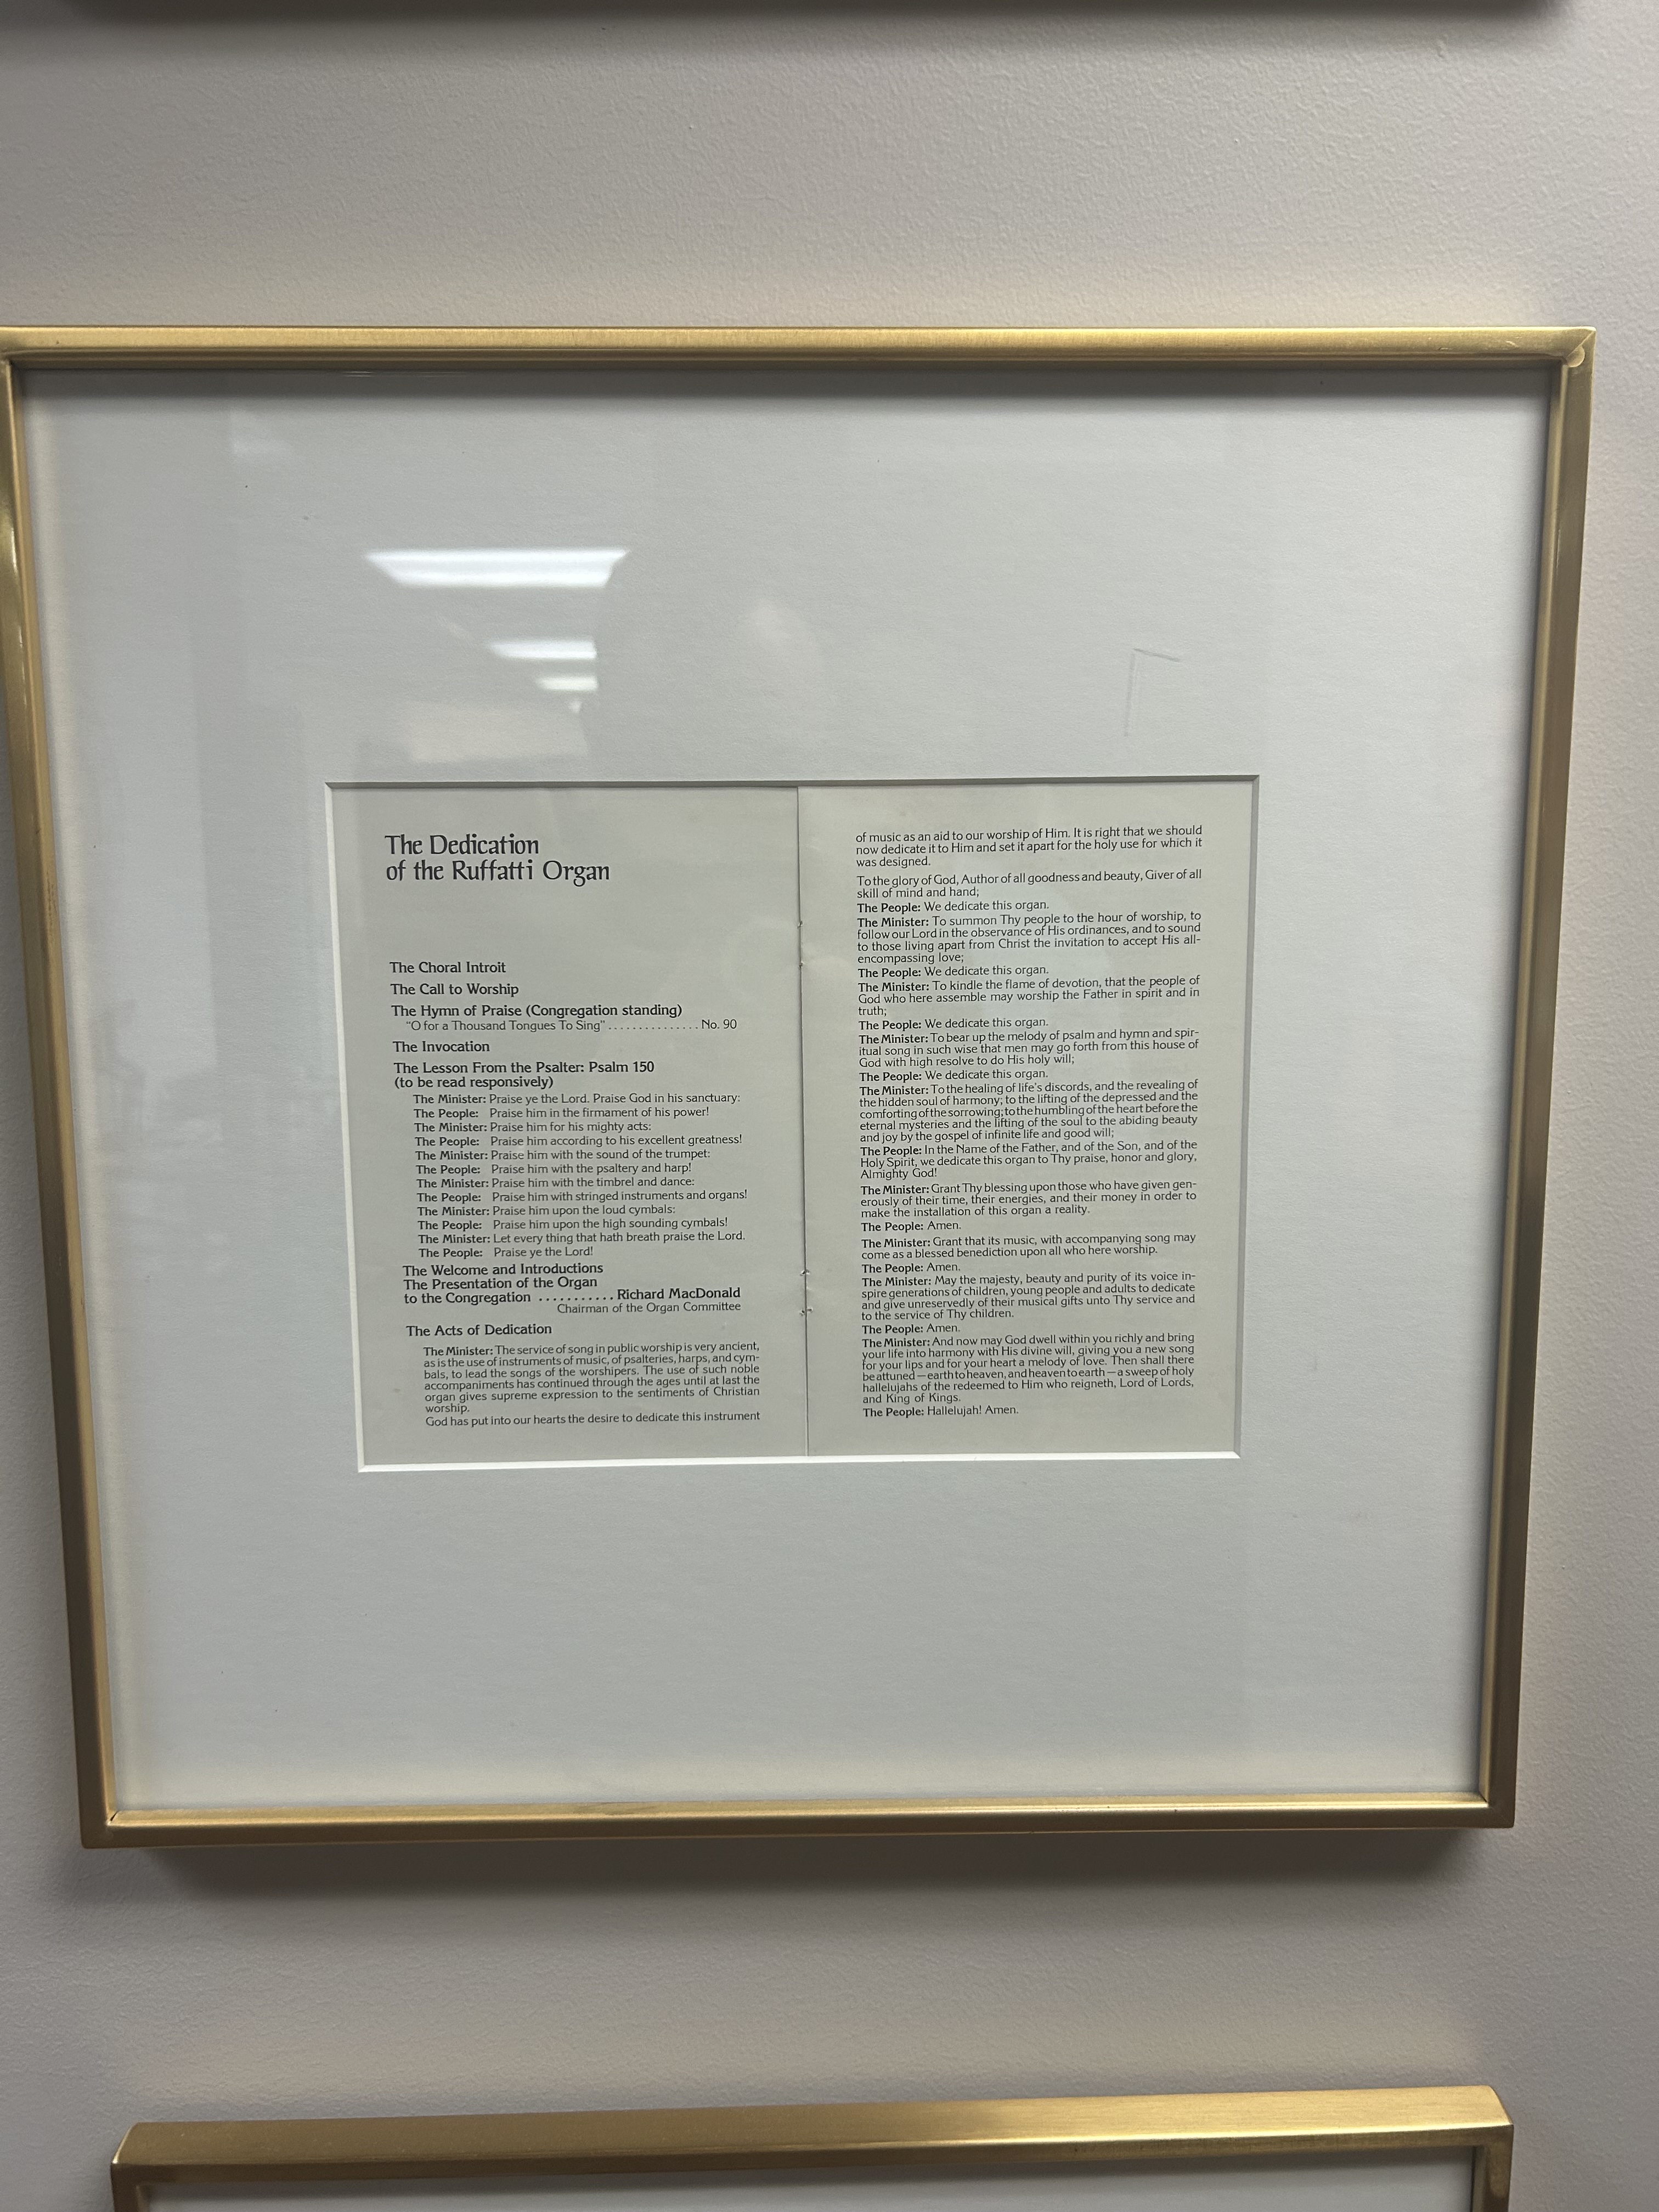 The Dedication
of the Ruffatti Organ
The Choral Introit
The Call to Worship
The Hymn of Praise (Congregation standing)
"O for a Thousand Tongues To Sing" . . . . . . . . . . . . . . . No. 90
The Invocation
The Lesson From the Psalter: Psalm 150
(to be read responsively)
The Minister: Praise ye the Lord. Praise God in his sanctuary:
The People: Praise him in the firmament of his power!
The Minister: Praise him for his mighty acts:
The People: Praise him according to his excellent greatness!
The Minister: Praise him with the sound of the trumpet:
The People: Praise him with the psaltery and harp!
The Minister: Praise him with the timbrel and dance:
The People: Praise him with stringed instruments and organs!
The Minister: Praise him upon the loud cymbals:
The People: Praise him upon the high sounding cymbals!
The Minister: Let every thing that hath breath praise the Lord.
The People: Praise ye the Lord!
The Welcome and Introductions
The Presentation of the Organ
to the Congregation . . . . . . . . . . . Richard MacDonald
Chairman of the Organ Committee
The Acts of Dedication
The Minister: The service of song in public worship is very ancient,
as is the use of instruments of music, of psalteries, harps, and cym-
bals, to lead the songs of the worshipers. The use of such noble
accompaniments has continued through the ages until at last the
organ gives supreme expression to the sentiments of Christian
worship.
God has put into our hearts the desire to dedicate this instrument
of music as an aid to our worship of Him. It is right that we should
now dedicate it to Him and set it apart for the holy use for which it
was designed.
To the glory of God, Author of all goodness and beauty, Giver of all
skill of mind and hand;
The People: We dedicate this organ.
The Minister: To summon Thy people to the hour of worship, to
follow our Lord in the observance of His ordinances, and to sound
to those living apart from Christ the invitation to accept His all-
encompassing love;
The People: We dedicate this organ.
The Minister: To kindle the flame of devotion, that the people of
God who here assemble may worship the Father in spirit and in
truth;
The People: We dedicate this organ.
The Minister: To bear up the melody of psalm and hymn and spir-
itual song in such wise that men may go forth from this house of
God with high resolve to do His holy will;
The People: We dedicate this organ.
The Minister: To the healing of life's discords, and the revealing of
the hidden soul of harmony; to the lifting of the depressed and the
comforting of the sorrowing; to the humbling of the heart before the
eternal mysteries and the lifting of the soul to the abiding beauty
and joy by the gospel of infinite life and good will;
The People: In the Name of the Father, and of the Son, and of the
Holy Spirit, we dedicate this organ to Thy praise, honor and glory,
Almighty God!
The Minister: Grant Thy blessing upon those who have given gen-
erously of their time, their energies, and their money in order to
make the installation of this organ a reality.
The People: Amen.
The Minister: Grant that its music, with accompanying song may
come as a blessed benediction upon all who here worship.
The People: Amen.
The Minister: May the majesty, beauty and purity of its voice in-
spire generations of children, young people and adults to dedicate
and give unreservedly of their musical gifts unto Thy service and
to the service of Thy children.
The People: Amen.
The Minister: And now may God dwell within you richly and bring
your life into harmony with His divine will, giving you a new song
for your lips and for your heart a melody of love. Then shall there
be attuned — earth to heaven, and heaven to earth — a sweep of holy
hallelujahs of the redeemed to Him who reigneth, Lord of Lords,
and King of Kings.
The People: Hallelujah! Amen.